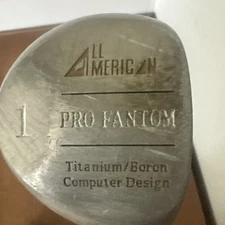 ALL
AMERICAN
1 PRO FANTOM
Titanium/Boron
Computer Design